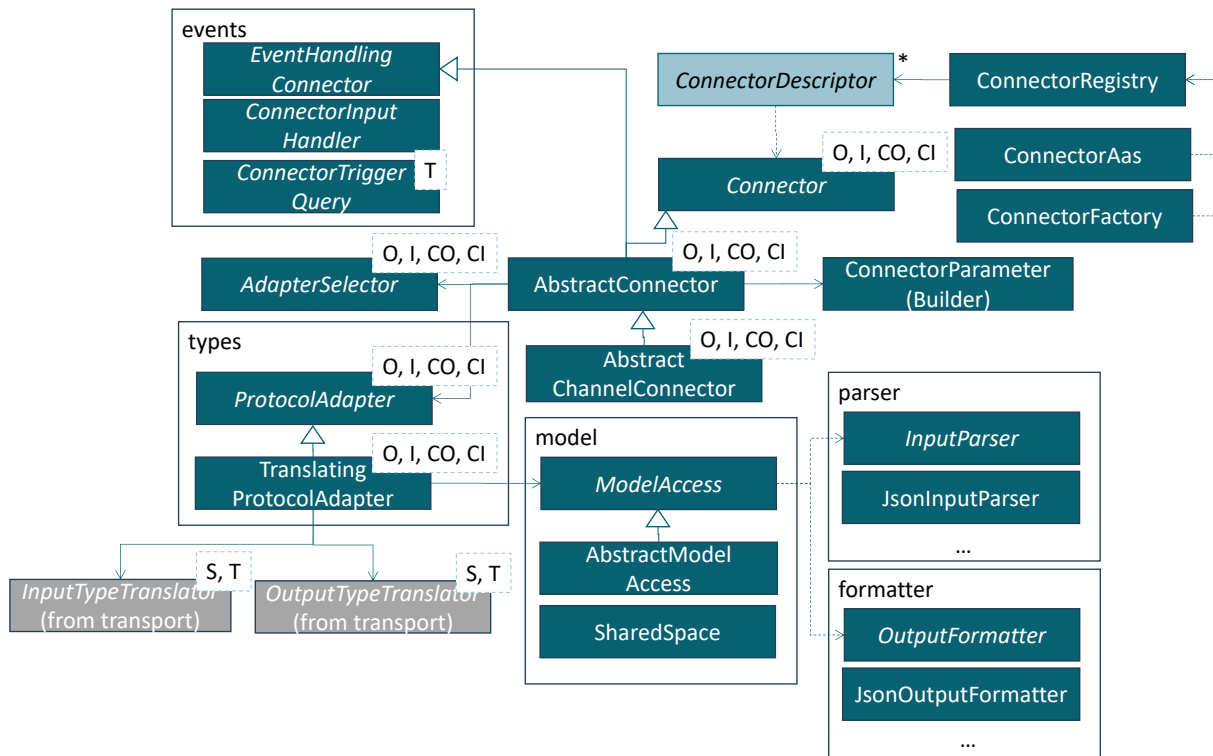 events
EventHandling
Connector
ConnectorInput
Handler
ConnectorTrigger
Query
T
ConnectorDescriptor
*
ConnectorRegistry
O, I, CO, CI
Connector
ConnectorAas
ConnectorFactory
O, I, CO, CI
AdapterSelector
O, I, CO, CI
AbstractConnector
ConnectorParameter
(Builder)
O, I, CO, CI
Abstract
ChannelConnector
types
O, I, CO, CI
ProtocolAdapter
O, I, CO, CI
Translating
ProtocolAdapter
model
ModelAccess
AbstractModel
Access
SharedSpace
parser
InputParser
JsonInputParser
...
S, T
InputTypeTranslator
(from transport)
S, T
OutputTypeTranslator
(from transport)
formatter
OutputFormatter
JsonOutputFormatter
...